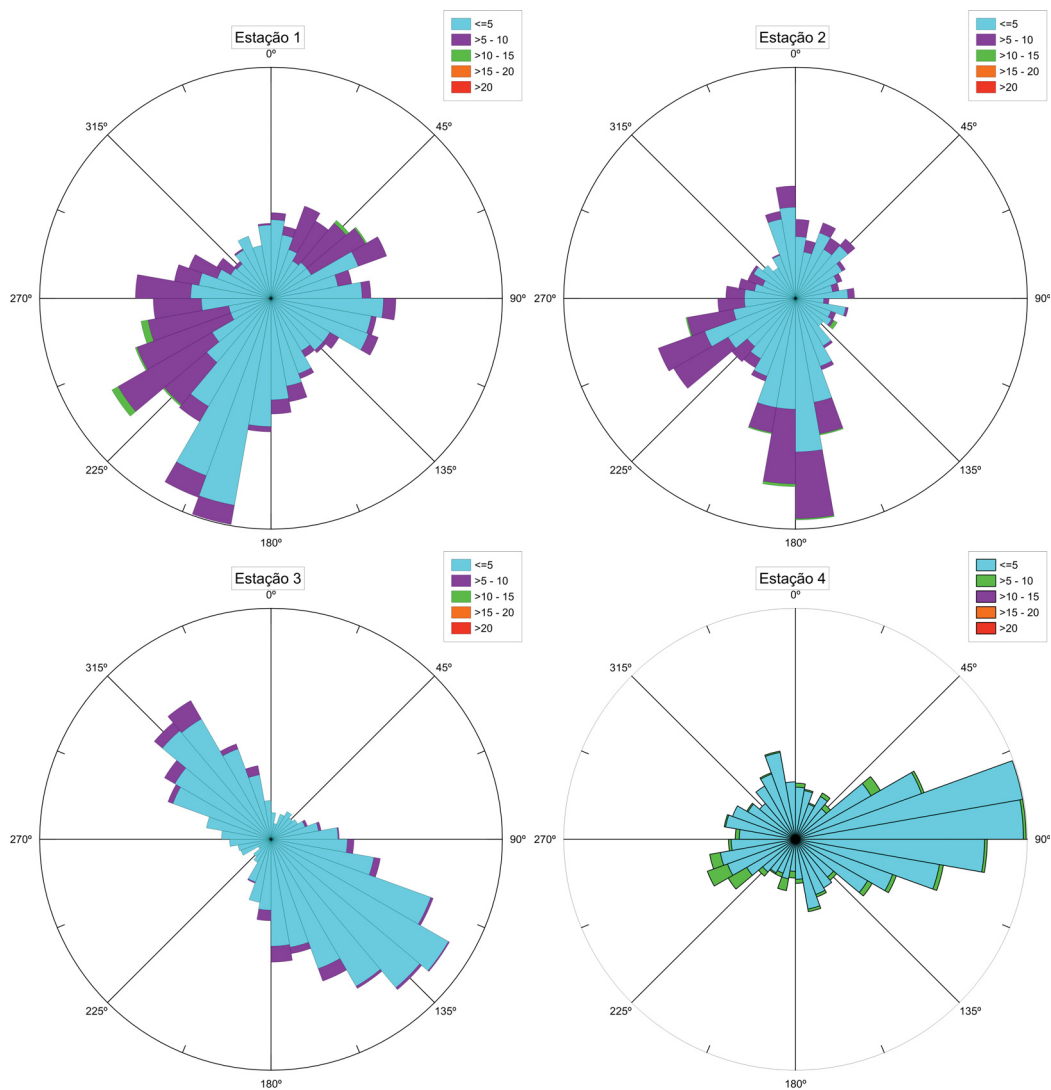 Estação 1
<=5
>5 - 10
>10 - 15
>15 - 20
>20
0º
45º
90º
135º
180º
225º
270º
315º
Estação 2
<=5
>5 - 10
>10 - 15
>15 - 20
>20
0º
45º
90º
135º
180º
225º
270º
315º
Estação 3
<=5
>5 - 10
>10 - 15
>15 - 20
>20
0º
45º
90º
135º
180º
225º
270º
315º
Estação 4
<=5
>5 - 10
>10 - 15
>15 - 20
>20
0º
45º
90º
135º
180º
225º
270º
315º